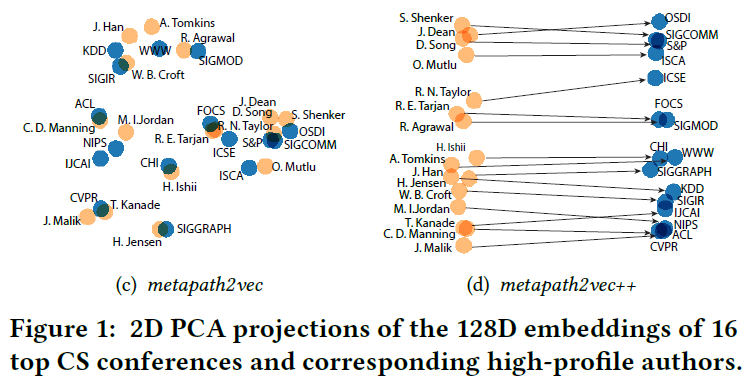 J. Han
A. Tomkins
KDD
WWW
R. Agrawal
SIGMOD
SIGIR
W. B. Croft
ACL
C. D. Manning
M. I.Jordan
NIPS
IJCAI
CHI
H. Ishii
FOCS
R. E. Tarjan
J. Dean
D. Song
S. Shenker
R. N. Taylor
OSDI
ICSE
S&P
SIGCOMM
ISCA
O. Mutlu
CVPR
T. Kanade
J. Malik
H. Jensen
SIGGRAPH
(c) metapath2vec
S. Shenker
J. Dean
D. Song
O. Mutlu
R. N. Taylor
R. E. Tarjan
R. Agrawal
H. Ishii
A. Tomkins
J. Han
H. Jensen
W. B. Croft
M. I.Jordan
T. Kanade
C. D. Manning
J. Malik
OSDI
SIGCOMM
S&P
ISCA
ICSE
FOCS
SIGMOD
CHI
WWW
SIGGRAPH
KDD
SIGIR
IJCAI
NIPS
ACL
CVPR
(d) metapath2vec++
Figure 1: 2D PCA projections of the 128D embeddings of 16
top CS conferences and corresponding high-profile authors.